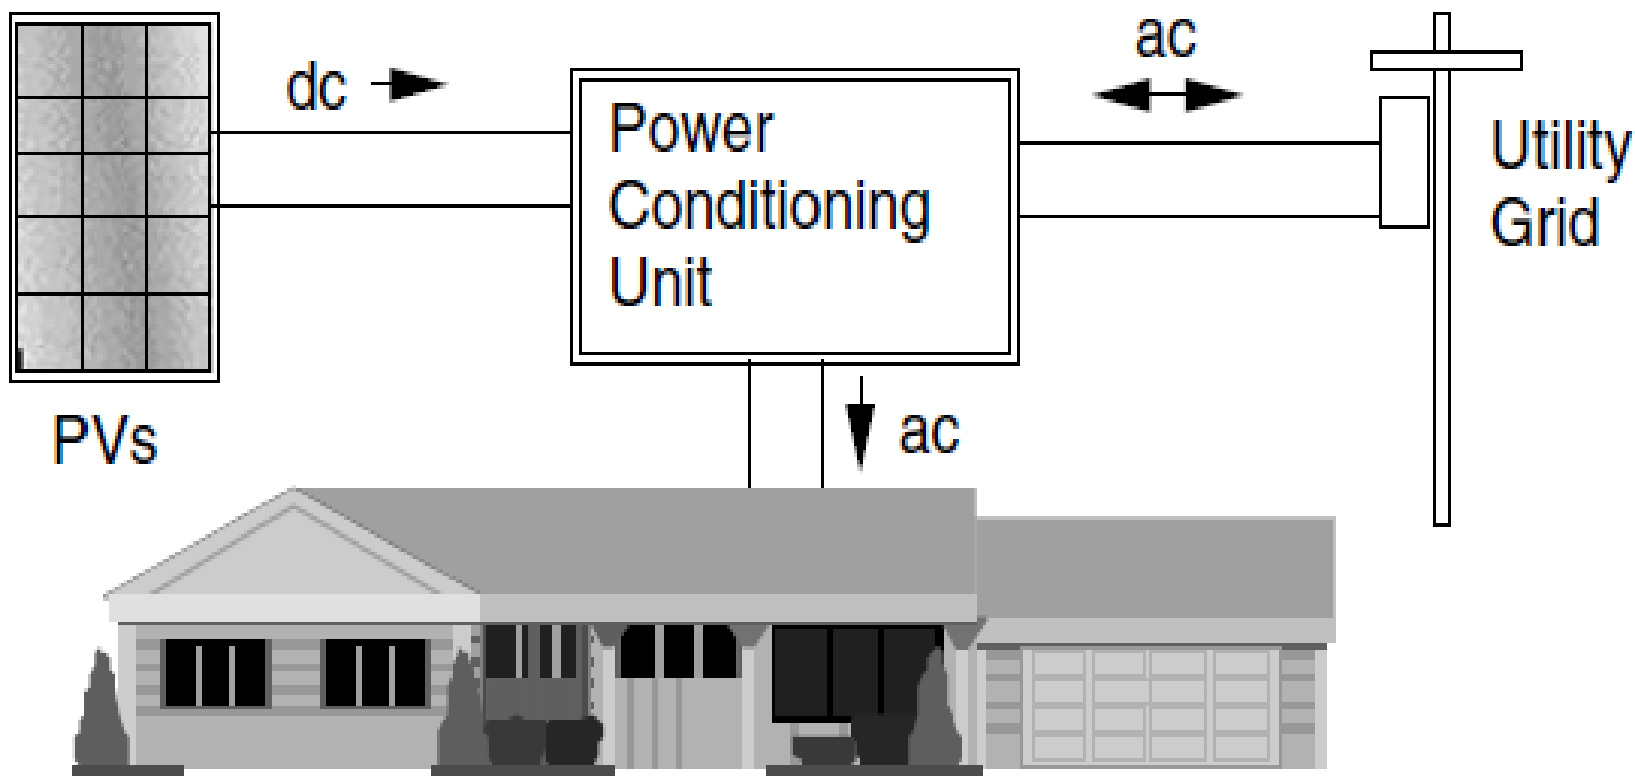 dc
ac
Power
Conditioning
Unit
Utility
Grid
PVs
ac